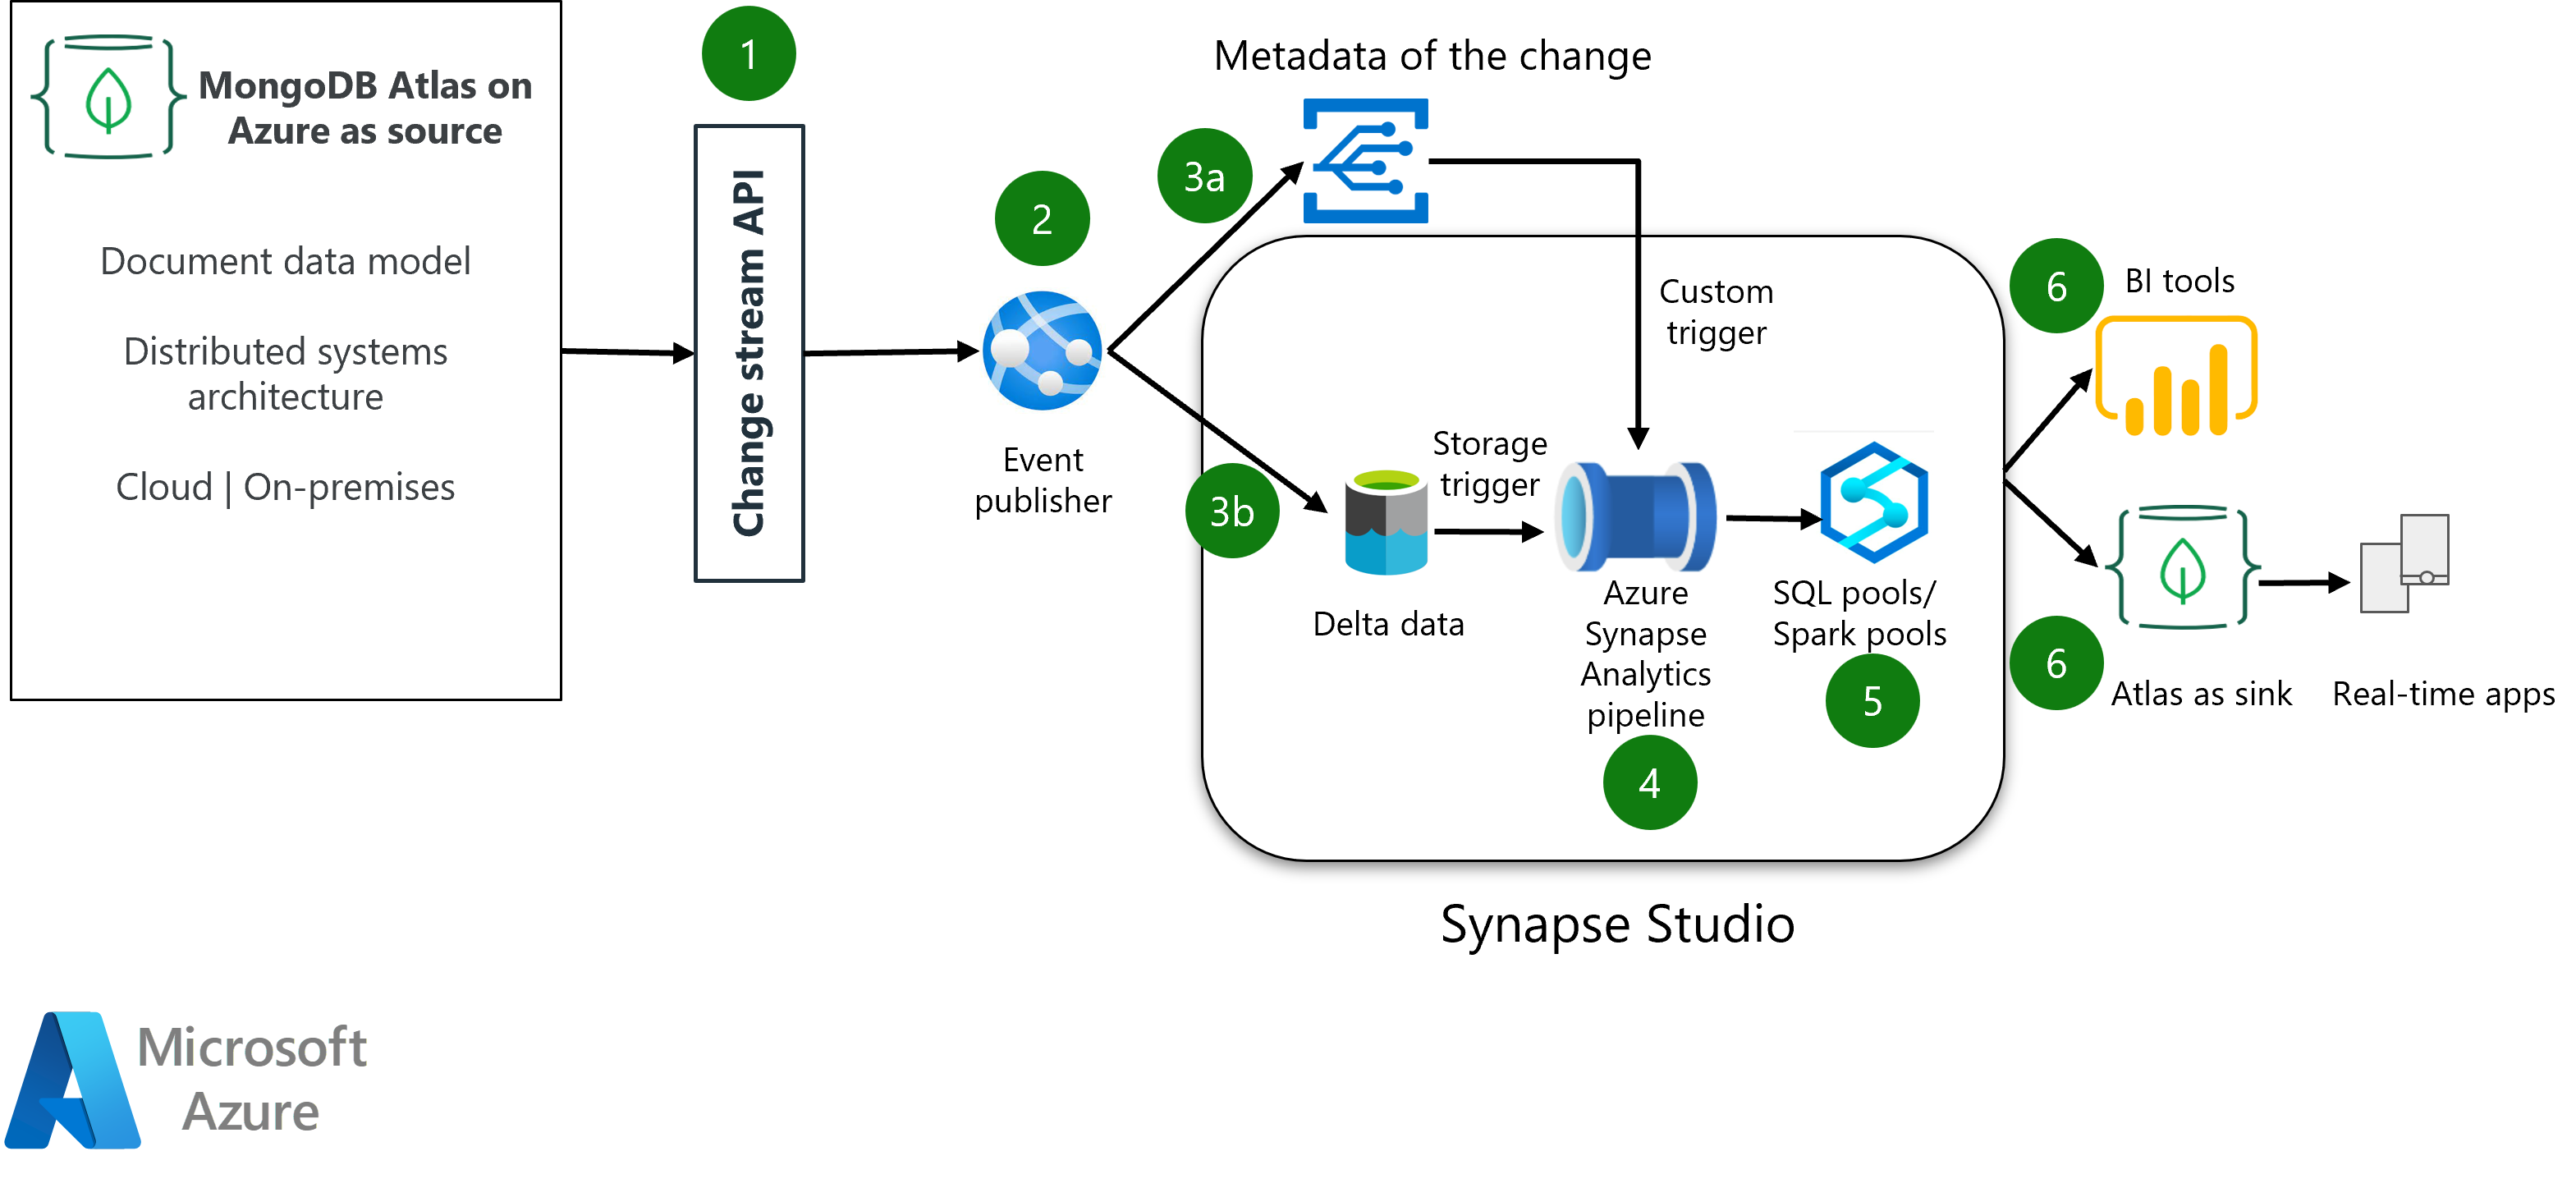 MongoDB Atlas on
Azure as source
Document data model
Distributed systems
architecture
Cloud | On-premises
1
Change stream API
2
Event
publisher
3a
Metadata of the change
3b
Custom
trigger
Storage
trigger
Delta data
Azure
Synapse
Analytics
pipeline
4
SQL pools/
Spark pools
5
Synapse Studio
6
BI tools
6
Atlas as sink
Real-time apps
Microsoft
Azure